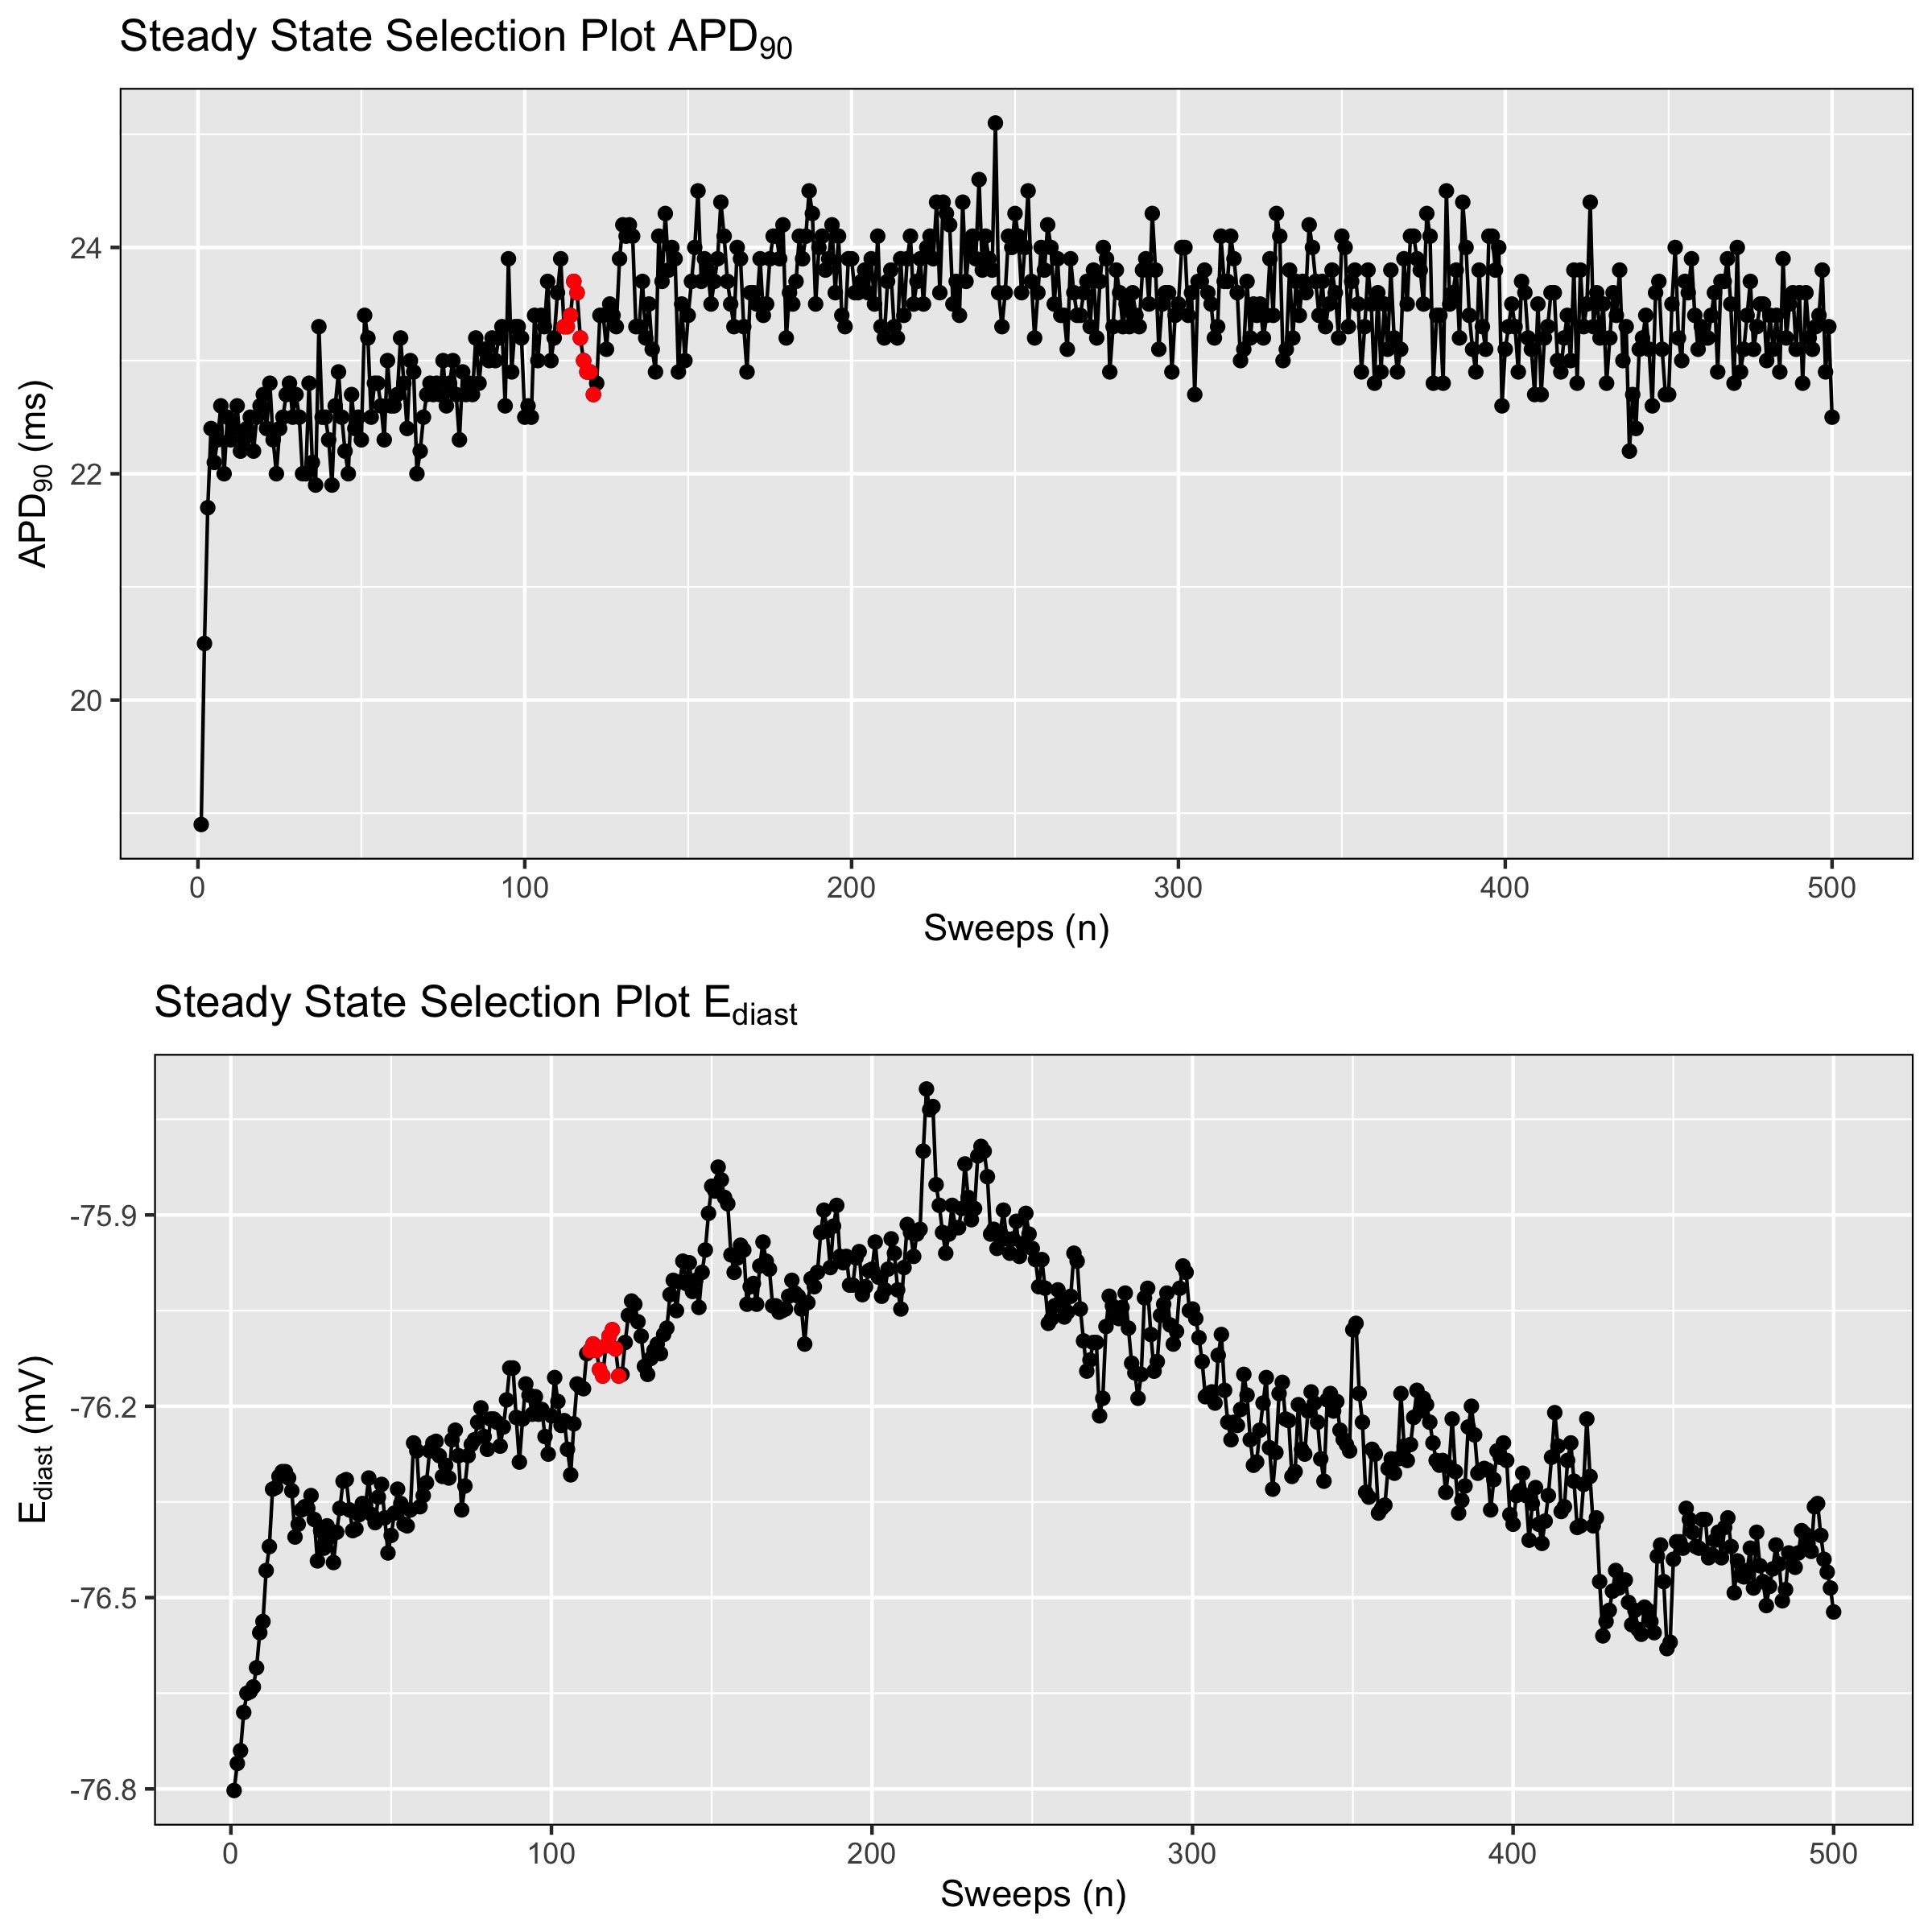 Steady State Selection Plot APD90
24
22
20
APD90 (ms)
0 100 200 300 400 500
Sweeps (n)
Steady State Selection Plot Ediast
-75.9
-76.2
-76.5
-76.8
Ediast (mV)
0 100 200 300 400 500
Sweeps (n)